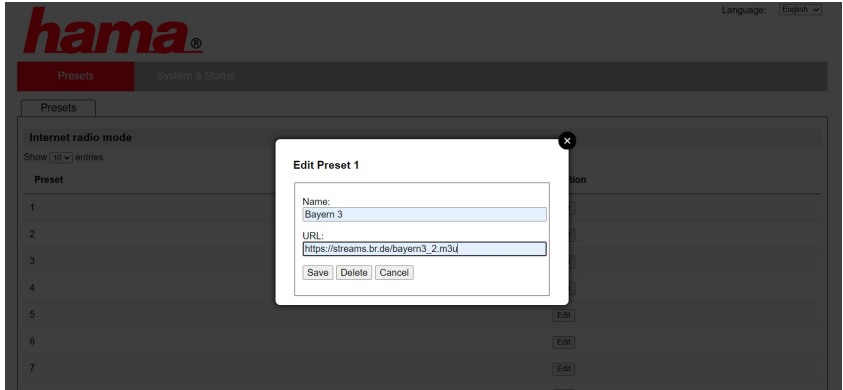 Language: English
hama®
Presets System & Status
Presets
Internet radio mode
Show 10 entries
Preset
1
2
3
4
5 Edit
6 Edit
7 Edit
Edit Preset 1
Name:
Bayern 3
URL:
https://streams.br.de/bayern3_2.m3u
Save Delete Cancel